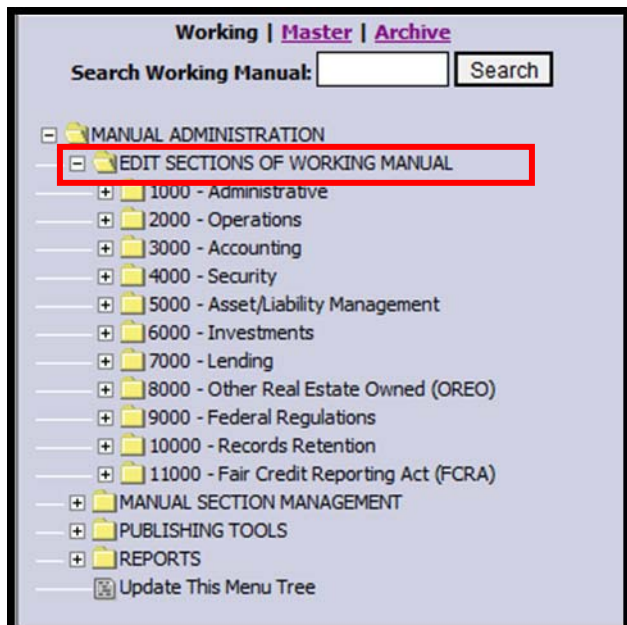 Working | Master | Archive
Search Working Manual: Search
MANUAL ADMINISTRATION
EDIT SECTIONS OF WORKING MANUAL
1000 - Administrative
2000 - Operations
3000 - Accounting
4000 - Security
5000 - Asset/Liability Management
6000 - Investments
7000 - Lending
8000 - Other Real Estate Owned (OREO)
9000 - Federal Regulations
10000 - Records Retention
11000 - Fair Credit Reporting Act (FCRA)
MANUAL SECTION MANAGEMENT
PUBLISHING TOOLS
REPORTS
Update This Menu Tree